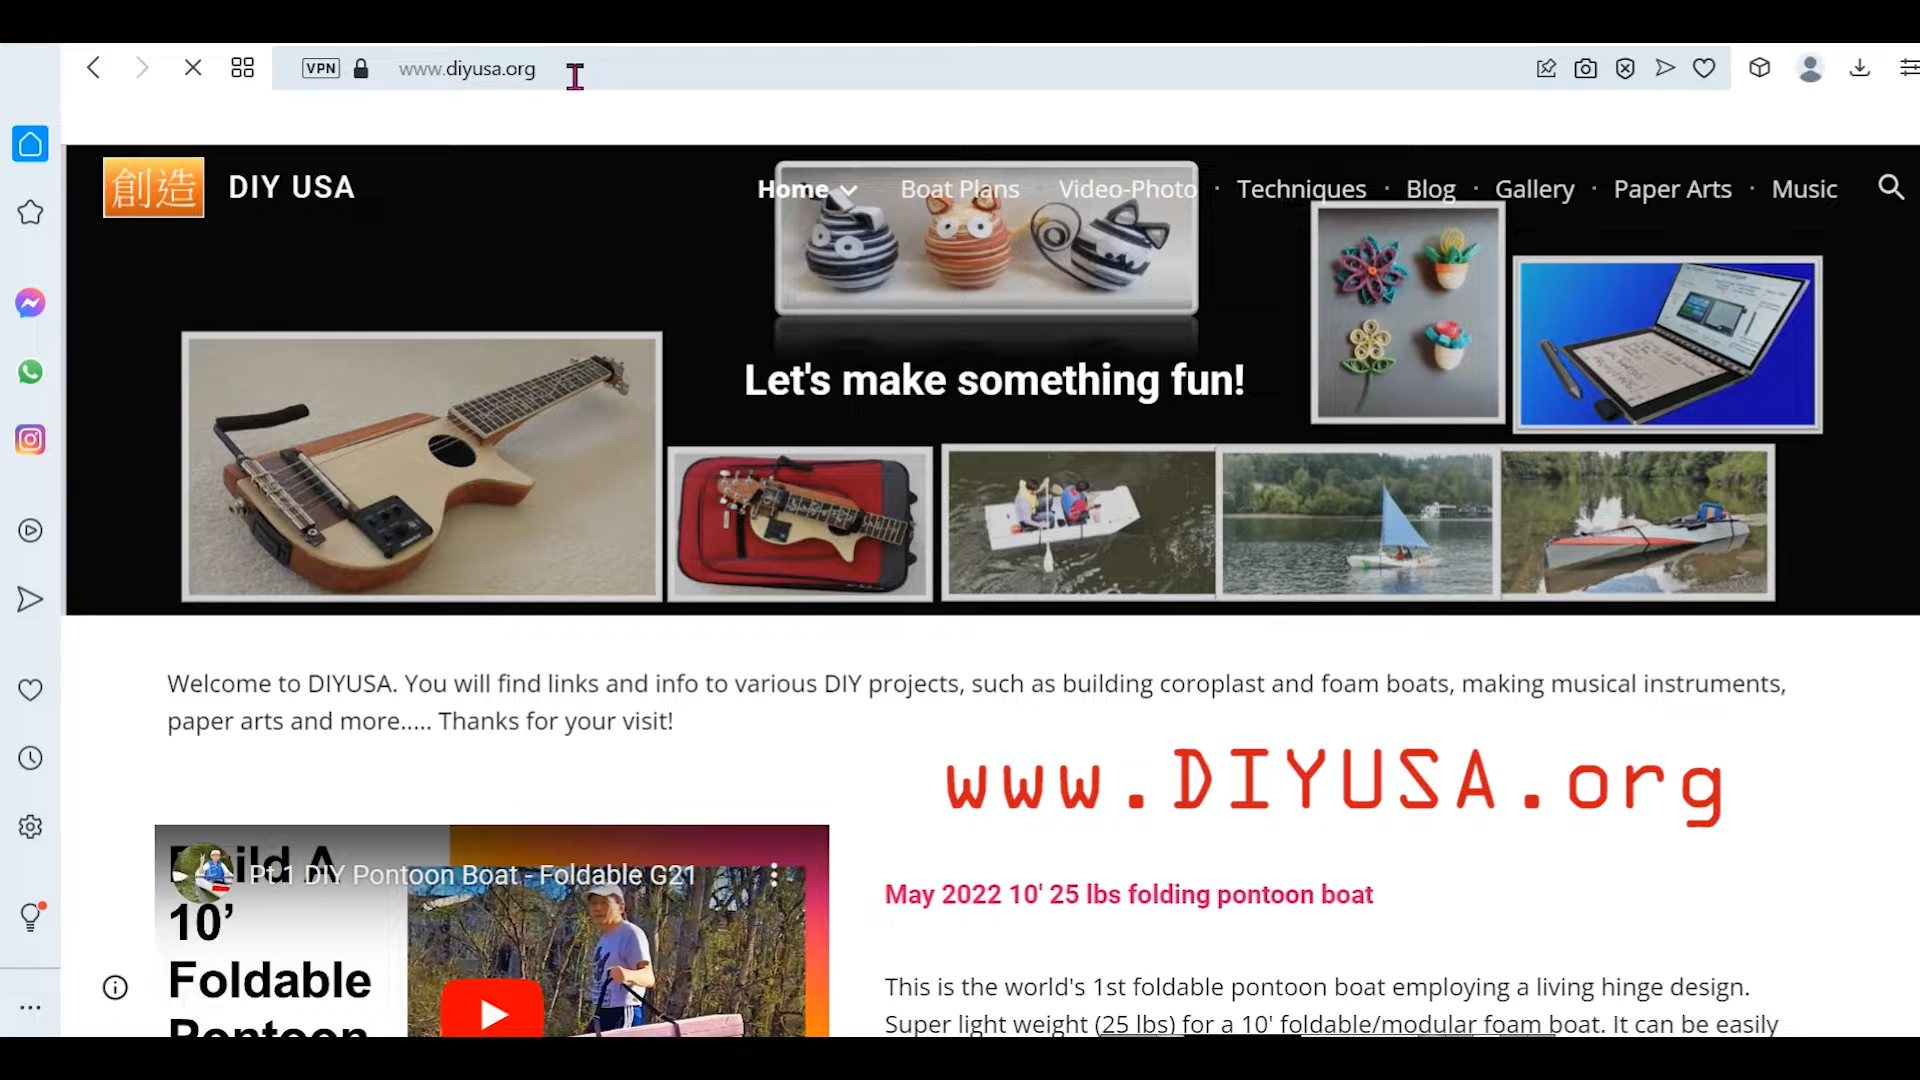 VPN www.diyusa.org
創造 DIY USA
Home Boat Plans Video-Photo · Techniques · Blog · Gallery · Paper Arts · Music
Let's make something fun!
Welcome to DIYUSA. You will find links and info to various DIY projects, such as building coroplast and foam boats, making musical instruments,
paper arts and more..... Thanks for your visit!
www.DIYUSA.org
Build A
Pt.1 DIY Pontoon Boat - Foldable G21
10’
Foldable
Pontoon
May 2022 10' 25 lbs folding pontoon boat
This is the world's 1st foldable pontoon boat employing a living hinge design.
Super light weight (25 lbs) for a 10' foldable/modular foam boat. It can be easily